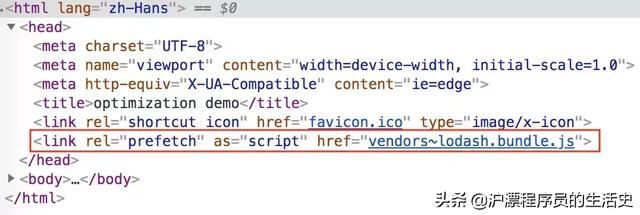 <html lang="zh-Hans"> == $0
▼<head>
<meta charset="UTF-8">
<meta name="viewport" content="width=device-width, initial-scale=1.0">
<meta http-equiv="X-UA-Compatible" content="ie=edge">
<title>optimization demo</title>
<link rel="shortcut icon" href="favicon.ico" type="image/x-icon">
<link rel="prefetch" as="script" href="vendors~lodash.bundle.js">
</head>
▶<body>…</body>
头条 @沪漂程序员的生活史